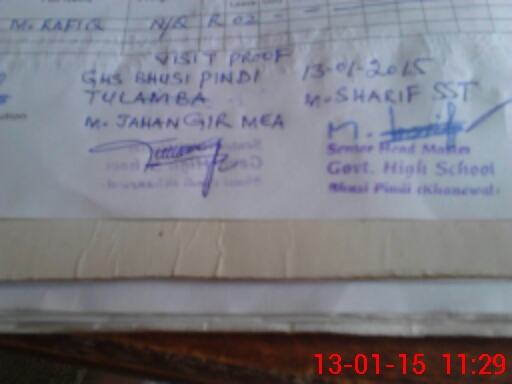 M. RAFIQ N/Q R 02 - -
VISIT PROOF
GHS BHUSI PINDI 13-01-2015
TULAMBA M. SHARIF SST
M. JAHANGIR MEA
M.
Senior Head Master
Govt. High School
Bhusi Pindi (Khanewal)
13-01-15 11:29